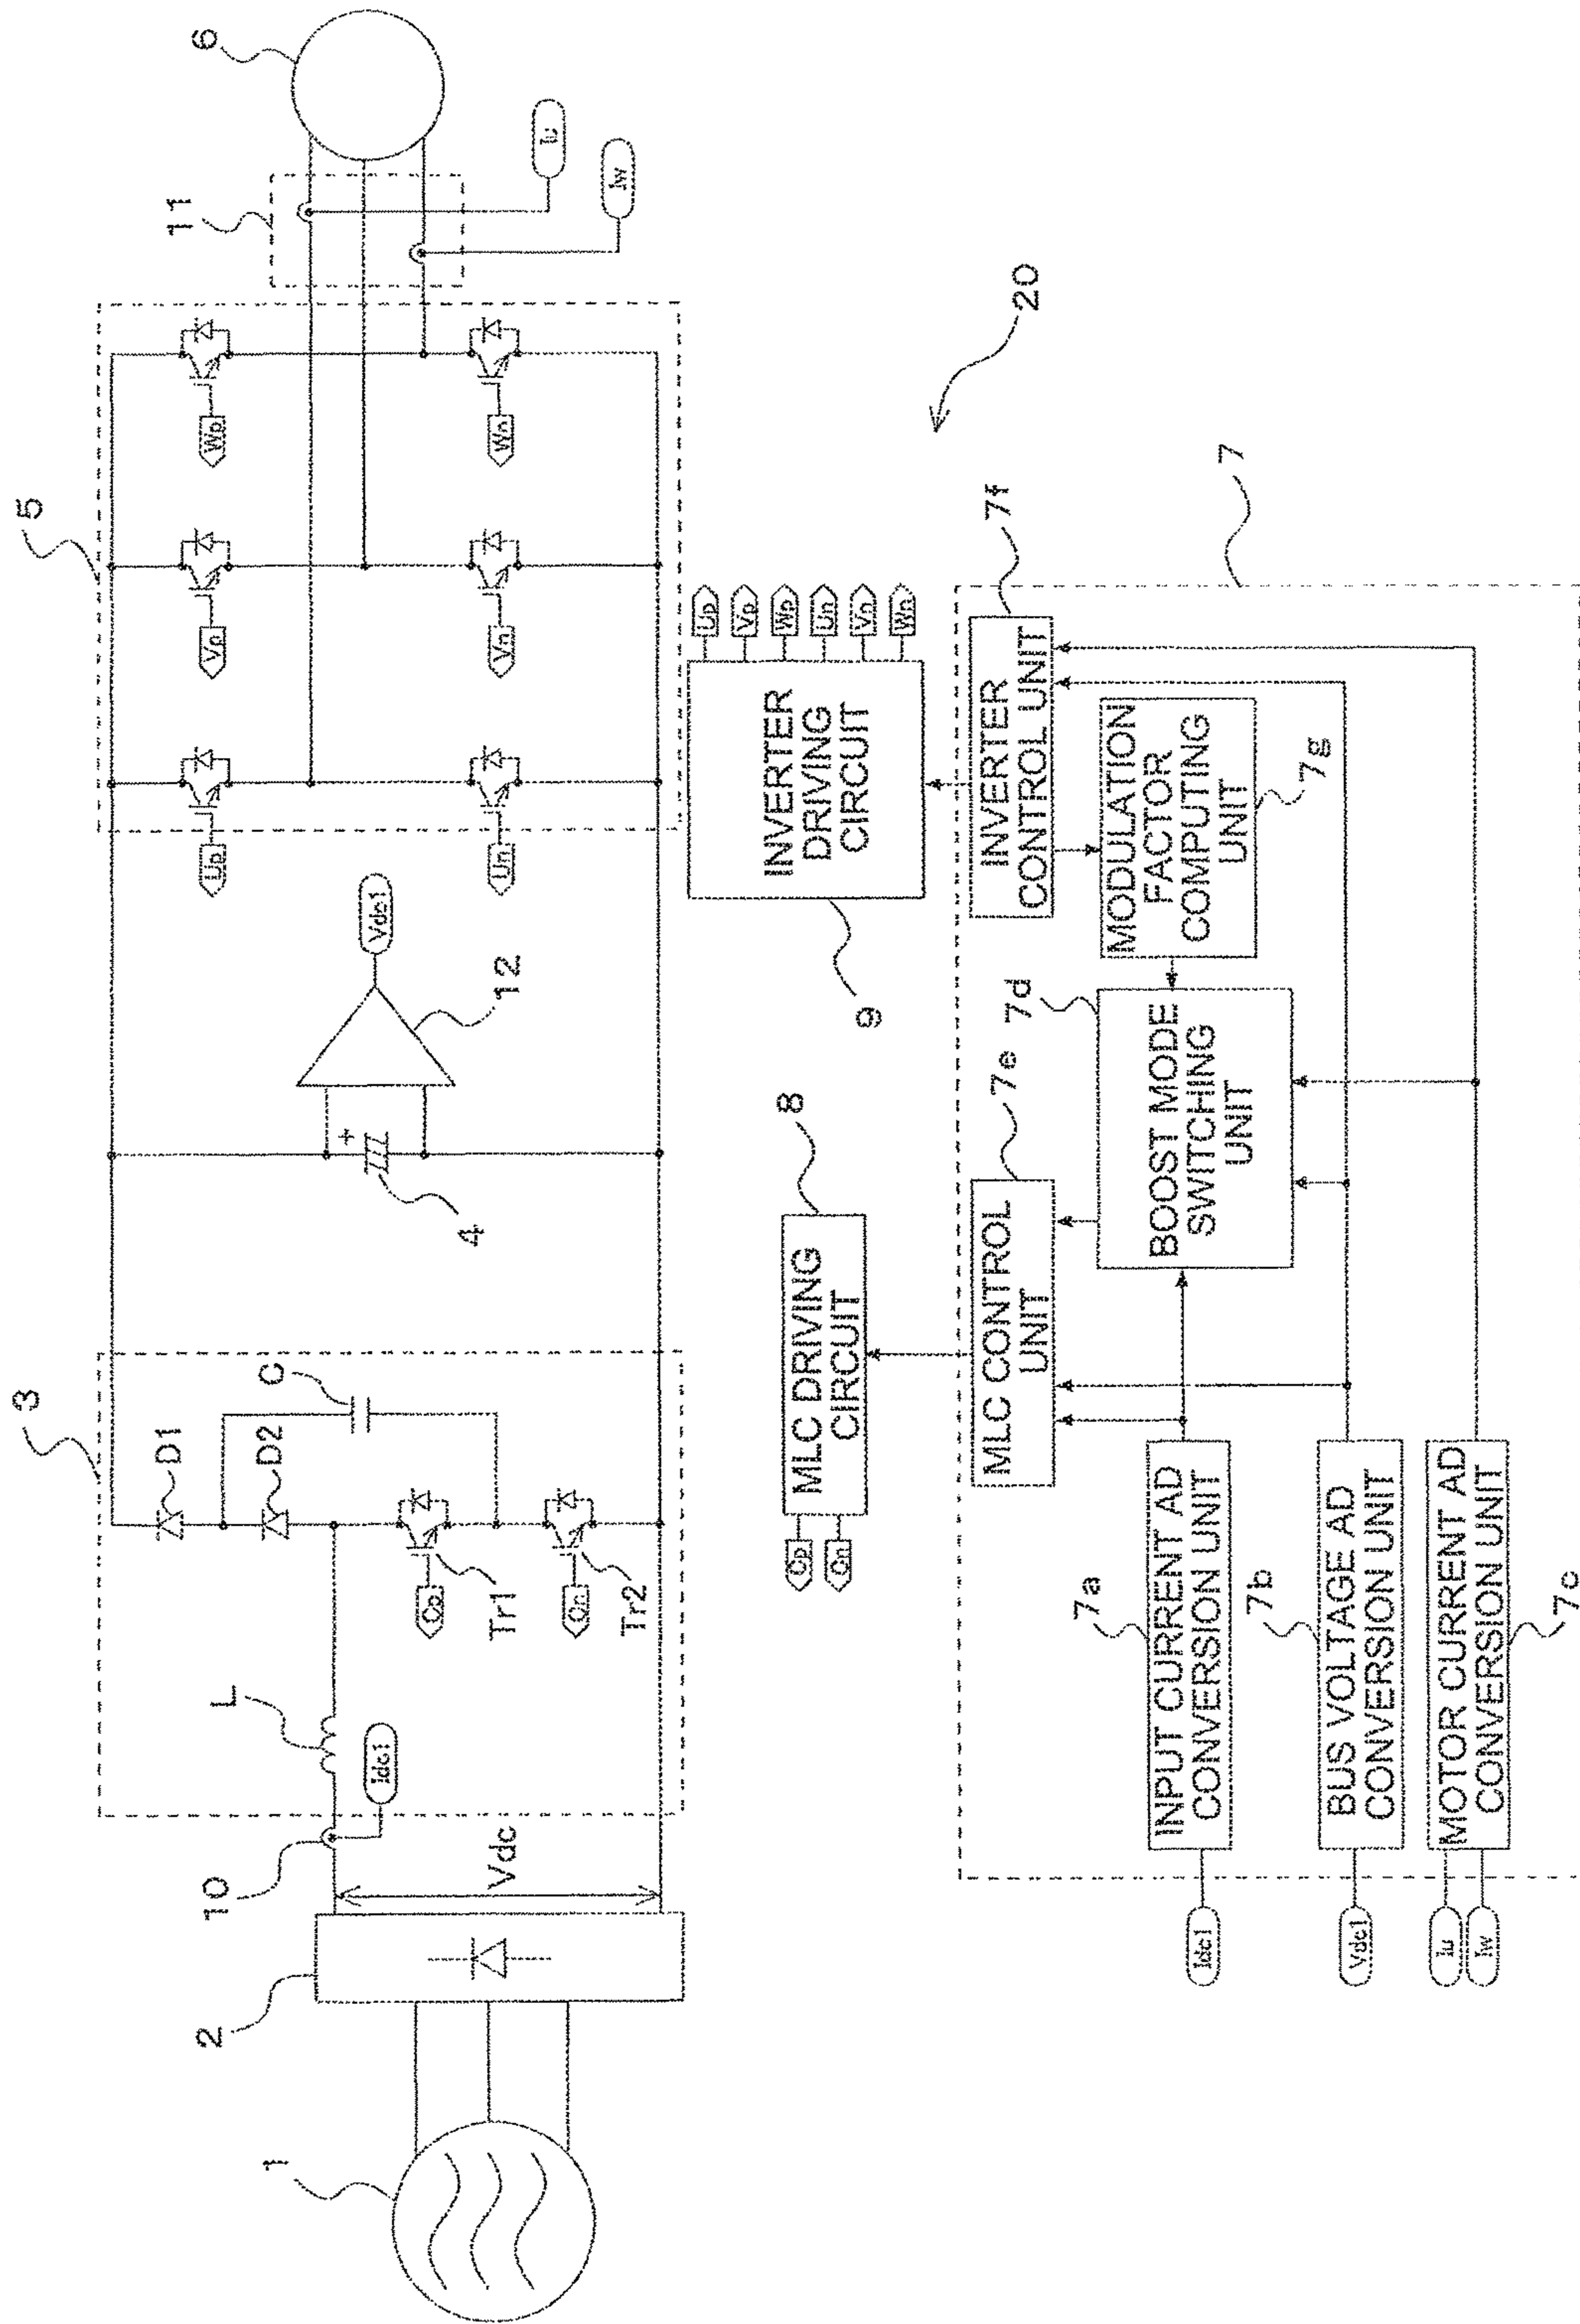 3
5
6
D1
D2
C
L
Cp
Tr1
Cn
Tr2
10
Idc1
Vdc
2
1
4
+
12
Vdc1
Up
Un
Vn
Wp
Wn
11
Iw
8
MLC DRIVING
CIRCUIT
Cp
Cn
9
INVERTER
DRIVING
CIRCUIT
Up
Vp
Wp
Un
Vn
Wn
20
7
7e
MLC CONTROL
UNIT
7d
BOOST MODE
SWITCHING
UNIT
7f
INVERTER
CONTROL UNIT
MODULATION
FACTOR
COMPUTING
UNIT
7g
7a
INPUT CURRENT AD
CONVERSION UNIT
7b
BUS VOLTAGE AD
CONVERSION UNIT
MOTOR CURRENT AD
CONVERSION UNIT
7c
Idc1
Vdc1
Iu
Iw